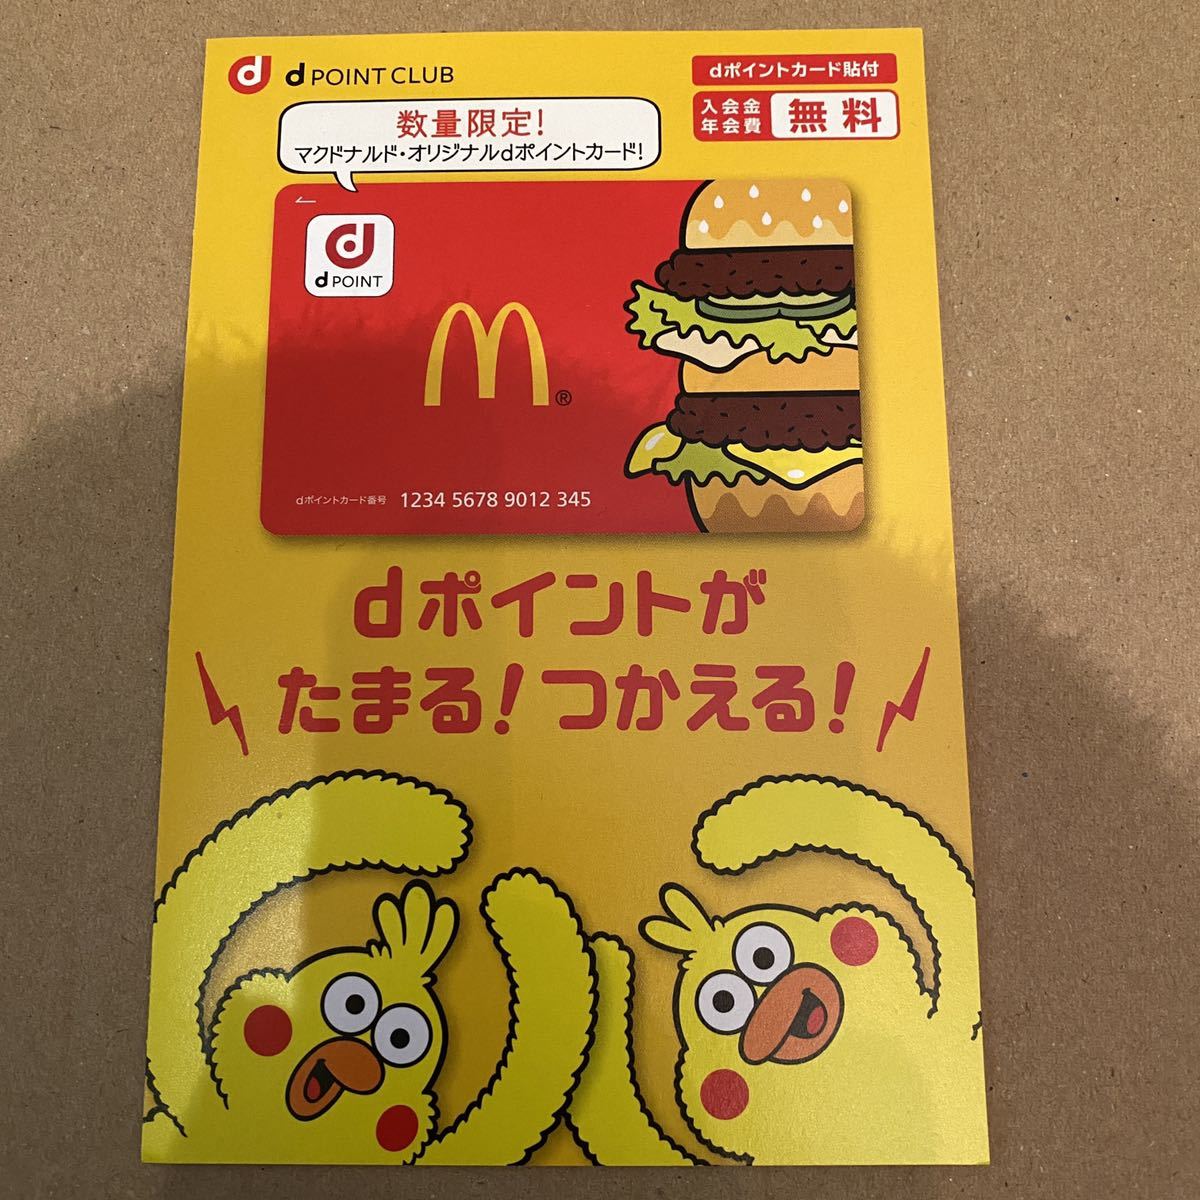 d d POINT CLUB
dポイントカード貼付
入会金
年会費
無料
数量限定!
マクドナルド・オリジナルdポイントカード!
d
d POINT
M®
dポイントカード番号 1234 5678 9012 345
dポイントが
たまる!つかえる!